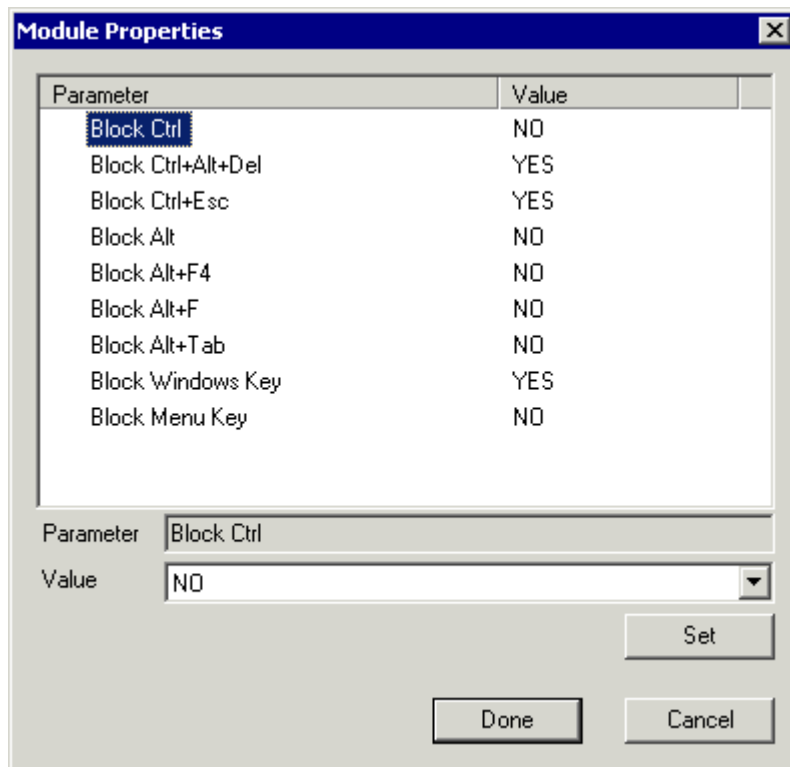 Module Properties
Parameter Value
Block Ctrl NO
Block Ctrl+Alt+Del YES
Block Ctrl+Esc YES
Block Alt NO
Block Alt+F4 NO
Block Alt+F NO
Block Alt+Tab NO
Block Windows Key YES
Block Menu Key NO
Parameter Block Ctrl
Value NO
Set
Done Cancel